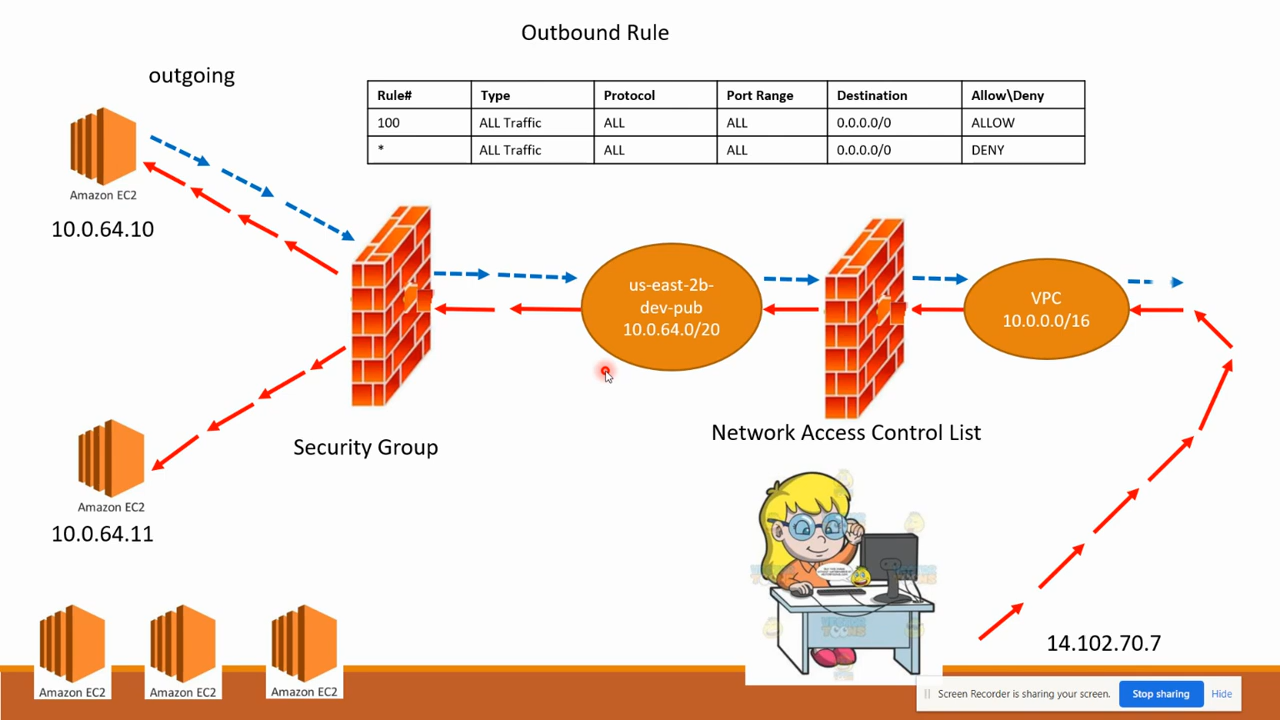 Outbound Rule
outgoing
Rule# Type Protocol Port Range Destination Allow\Deny
100 ALL Traffic ALL ALL 0.0.0.0/0 ALLOW
* ALL Traffic ALL ALL 0.0.0.0/0 DENY
Amazon EC2
10.0.64.10
us-east-2b-
dev-pub
10.0.64.0/20
VPC
10.0.0.0/16
Security Group
Network Access Control List
Amazon EC2
10.0.64.11
14.102.70.7
Amazon EC2
Amazon EC2
Amazon EC2
Screen Recorder is sharing your screen.
Stop sharing
Hide